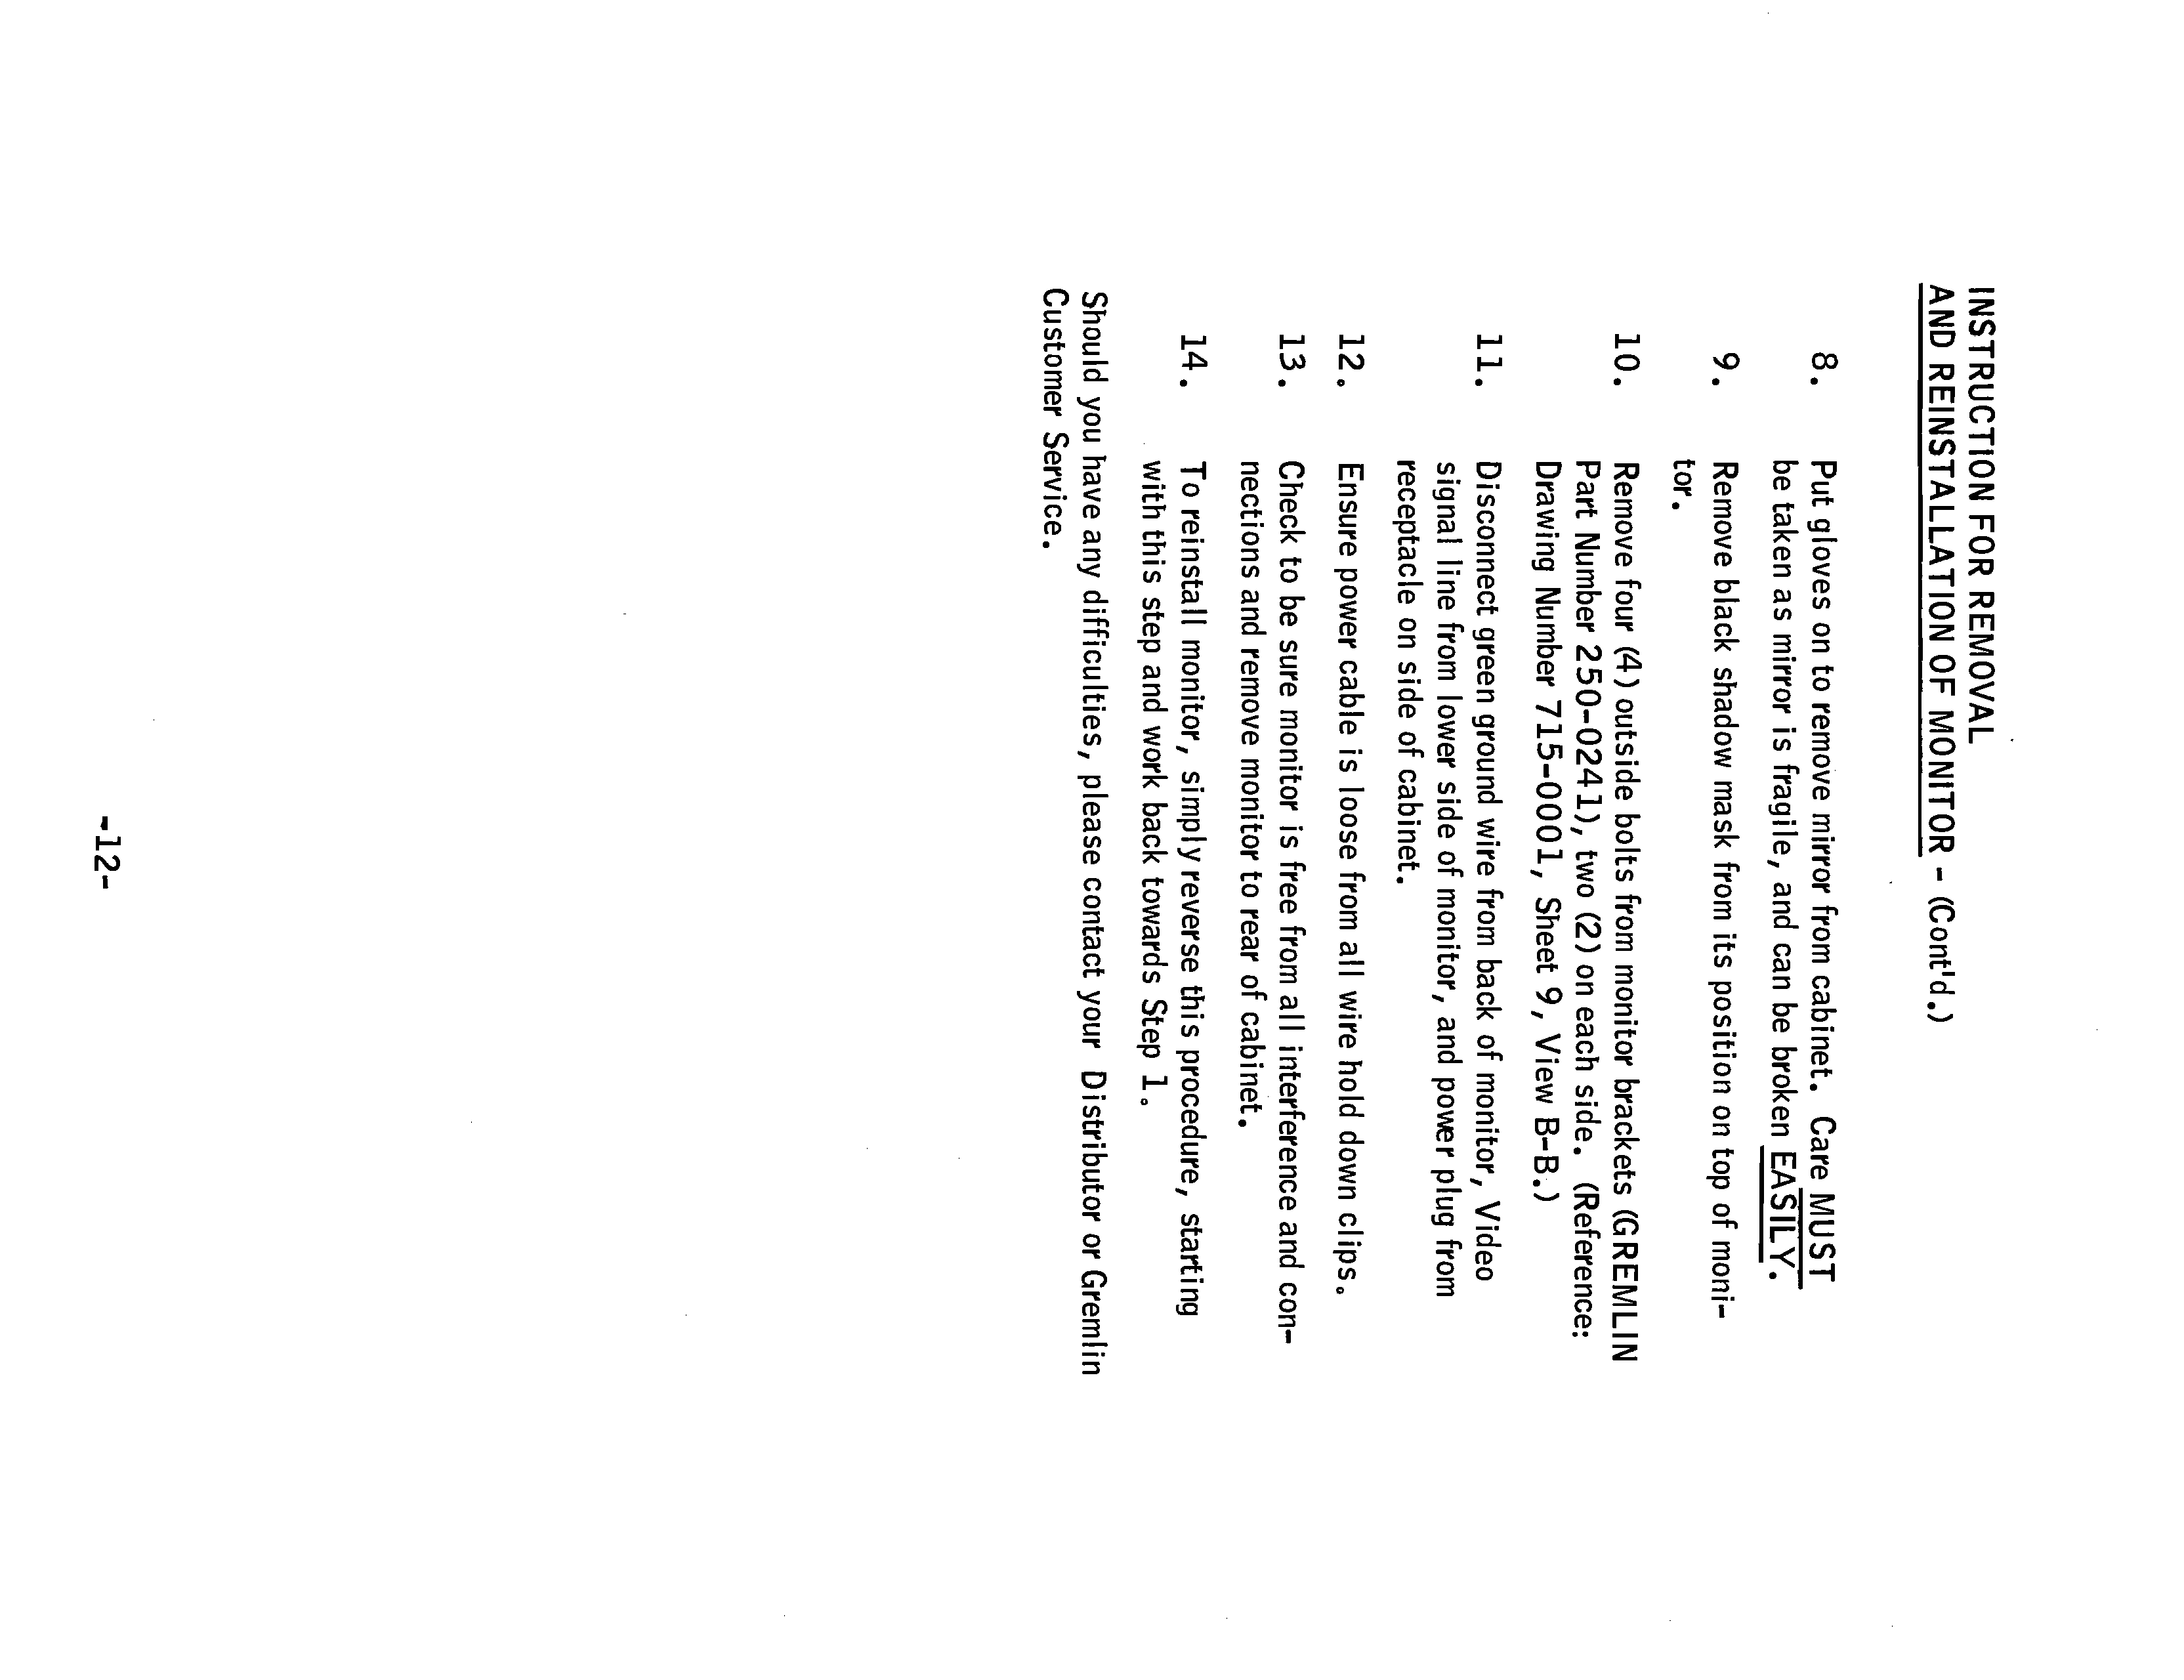 INSTRUCTION FOR REMOVAL
AND REINSTALLATION OF MONITOR - (Cont'd.)
8. Put gloves on to remove mirror from cabinet. Care MUST
be taken as mirror is fragile, and can be broken EASILY.
9. Remove black shadow mask from its position on top of moni-
tor.
10. Remove four (4) outside bolts from monitor brackets (GREMLIN
Part Number 250-0241), two (2) on each side. (Reference:
Drawing Number 715-0001, Sheet 9, View B-B.)
11. Disconnect green ground wire from back of monitor, Video
signal line from lower side of monitor, and power plug from
receptacle on side of cabinet.
12. Ensure power cable is loose from all wire hold down clips.
13. Check to be sure monitor is free from all interference and con-
nections and remove monitor to rear of cabinet.
14. To reinstall monitor, simply reverse this procedure, starting
with this step and work back towards Step 1.
Should you have any difficulties, please contact your Distributor or Gremlin
Customer Service.
-12-